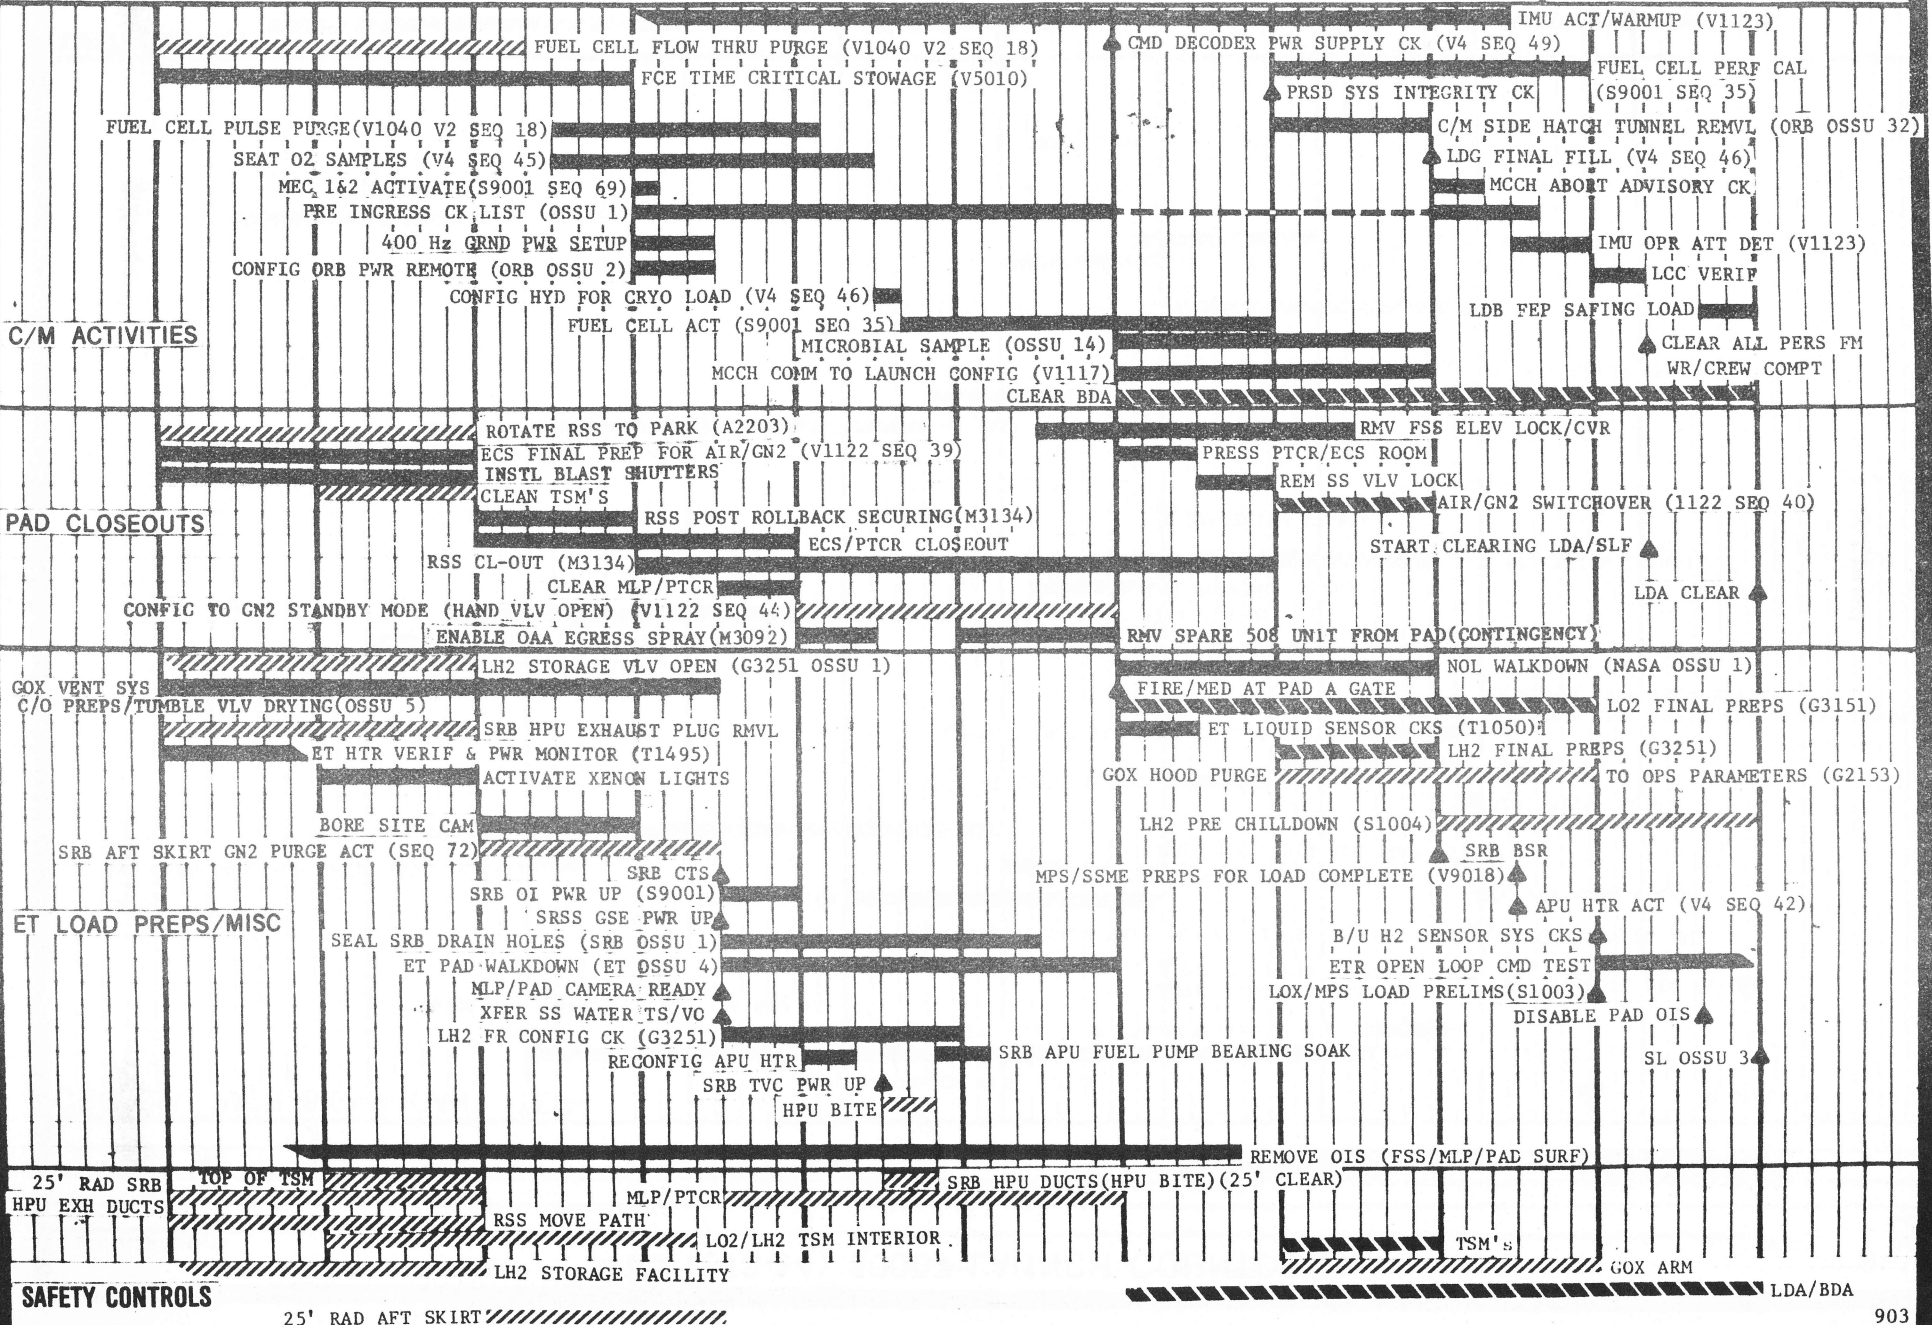 IMU ACT/WARMUP (V1123)
FUEL CELL FLOW THRU PURGE (V1040 V2 SEQ 18)
CMD DECODER PWR SUPPLY CK (V4 SEQ 49)
FCE TIME CRITICAL STOWAGE (V5010)
FUEL CELL PERF CAL
(S9001 SEQ 35)
PRSD SYS INTEGRITY CK
FUEL CELL PULSE PURGE(V1040 V2 SEQ 18)
C/M SIDE HATCH TUNNEL REMVL (ORB OSSU 32)
SEAT O2 SAMPLES (V4 SEQ 45)
LDG FINAL FILL (V4 SEQ 46)
MEC 1&2 ACTIVATE(S9001 SEQ 69)
MCCH ABORT ADVISORY CK
PRE INGRESS CK LIST (OSSU 1)
400 Hz GRND PWR SETUP
IMU OPR ATT DET (V1123)
CONFIG ORB PWR REMOTE (ORB OSSU 2)
LCC VERIF
CONFIG HYD FOR CRYO LOAD (V4 SEQ 46)
LDB FEP SAFING LOAD
FUEL CELL ACT (S9001 SEQ 35)
C/M ACTIVITIES
MICROBIAL SAMPLE (OSSU 14)
CLEAR ALL PERS FM
WR/CREW COMPT
MCCH COMM TO LAUNCH CONFIG (V1117)
CLEAR BDA
ROTATE RSS TO PARK (A2203)
RMV FSS ELEV LOCK/CVR
ECS FINAL PREP FOR AIR/GN2 (V1122 SEQ 39)
PRESS PTCR/ECS ROOM
INSTL BLAST SHUTTERS
REM SS VLV LOCK
CLEAN TSM'S
AIR/GN2 SWITCHOVER (1122 SEQ 40)
PAD CLOSEOUTS
RSS POST ROLLBACK SECURING(M3134)
ECS/PTCR CLOSEOUT
START CLEARING LDA/SLF
RSS CL-OUT (M3134)
CLEAR MLP/PTCR
LDA CLEAR
CONFIG TO GN2 STANDBY MODE (HAND VLV OPEN) (V1122 SEQ 44)
ENABLE OAA EGRESS SPRAY(M3092)
RMV SPARE 508 UNIT FROM PAD(CONTINGENCY)
LH2 STORAGE VLV OPEN (G3251 OSSU 1)
NOL WALKDOWN (NASA OSSU 1)
GOX VENT SYS
C/O PREPS/TUMBLE VLV DRYING(OSSU 5)
FIRE/MED AT PAD A GATE
LO2 FINAL PREPS (G3151)
SRB HPU EXHAUST PLUG RMVL
ET LIQUID SENSOR CKS (T1050)
ET HTR VERIF & PWR MONITOR (T1495)
LH2 FINAL PREPS (G3251)
ACTIVATE XENON LIGHTS
GOX HOOD PURGE
TO OPS PARAMETERS (G2153)
BORE SITE CAM
LH2 PRE CHILLDOWN (S1004)
SRB AFT SKIRT GN2 PURGE ACT (SEQ 72)
SRB BSR
SRB CTS
MPS/SSME PREPS FOR LOAD COMPLETE (V9018)
SRB OI PWR UP (S9001)
APU HTR ACT (V4 SEQ 42)
SRSS GSE PWR UP
ET LOAD PREPS/MISC
SEAL SRB DRAIN HOLES (SRB OSSU 1)
B/U H2 SENSOR SYS CKS
ET PAD WALKDOWN (ET OSSU 4)
ETR OPEN LOOP CMD TEST
MLP/PAD CAMERA READY
LOX/MPS LOAD PRELIMS(S1003)
XFER SS WATER TS/VC
DISABLE PAD OIS
LH2 FR CONFIG CK (G3251)
RECONFIG APU HTR
SRB APU FUEL PUMP BEARING SOAK
SL OSSU 3
SRB TVC PWR UP
HPU BITE
REMOVE OIS (FSS/MLP/PAD SURF)
25' RAD SRB
HPU EXH DUCTS
TOP OF TSM
SRB HPU DUCTS(HPU BITE)(25' CLEAR)
MLP/PTCR
RSS MOVE PATH
LO2/LH2 TSM INTERIOR
TSM's
LH2 STORAGE FACILITY
GOX ARM
SAFETY CONTROLS
LDA/BDA
25' RAD AFT SKIRT
903